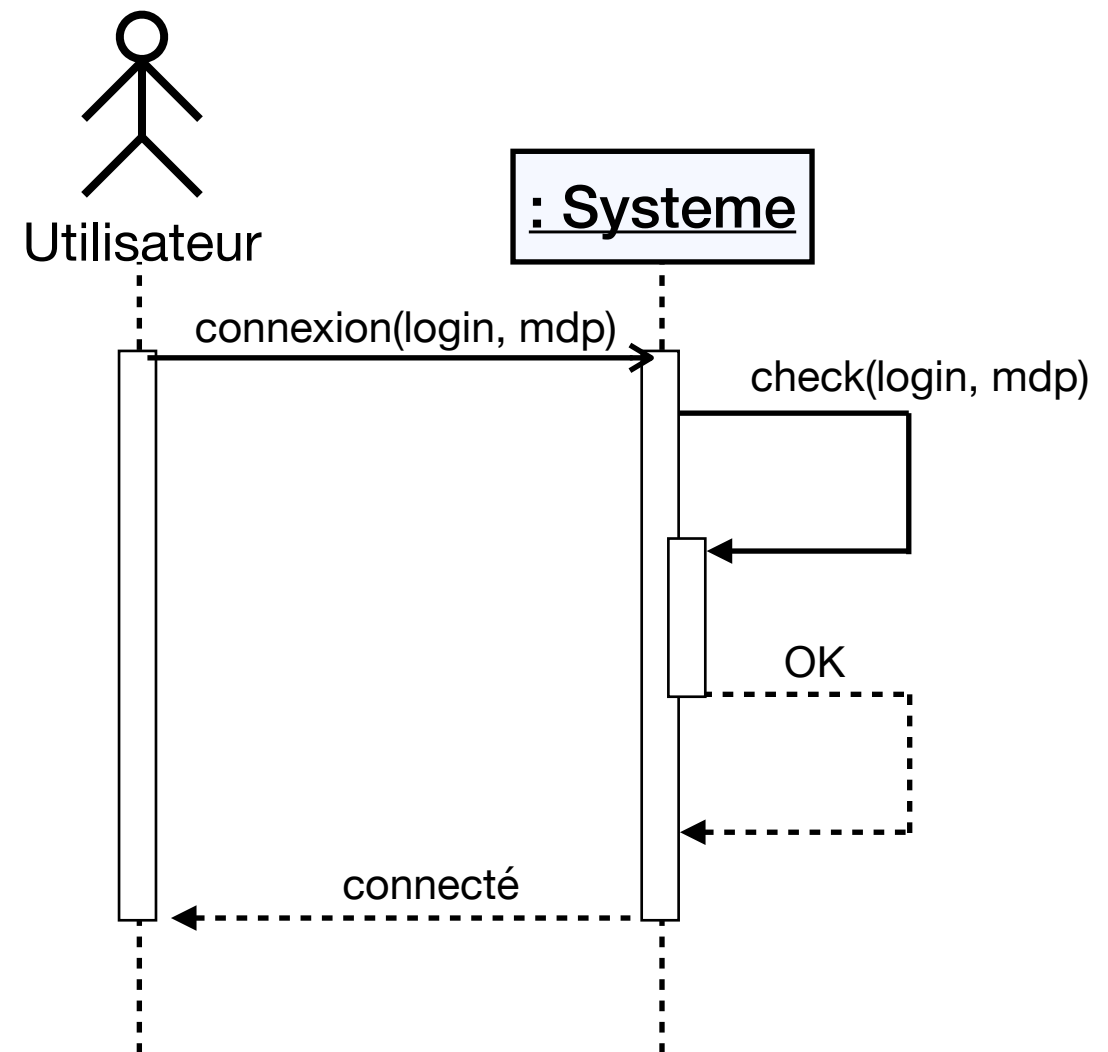 Utilisateur
: Systeme
connexion(login, mdp)
check(login, mdp)
OK
connecté